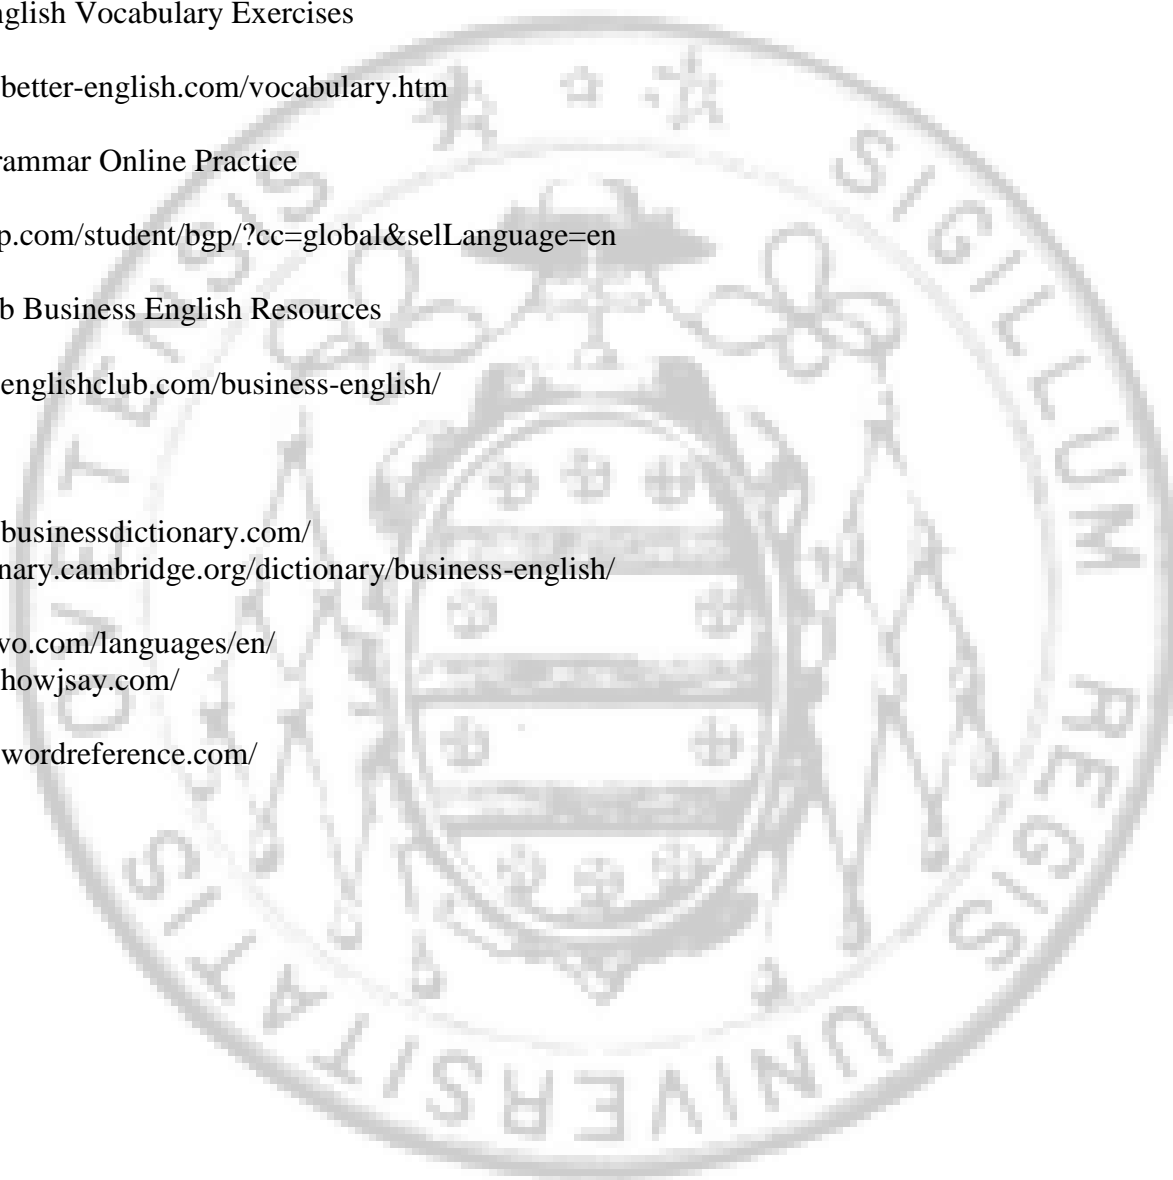 nglish Vocabulary Exercises
better-english.com/vocabulary.htm
rammar Online Practice
p.com/student/bgp/?cc=global&selLanguage=en
b Business English Resources
englishclub.com/business-english/
businessdictionary.com/
nary.cambridge.org/dictionary/business-english/
vo.com/languages/en/
howjsay.com/
wordreference.com/
SIGILLUM REGIS UNIVERSITATIS OVETENSIS